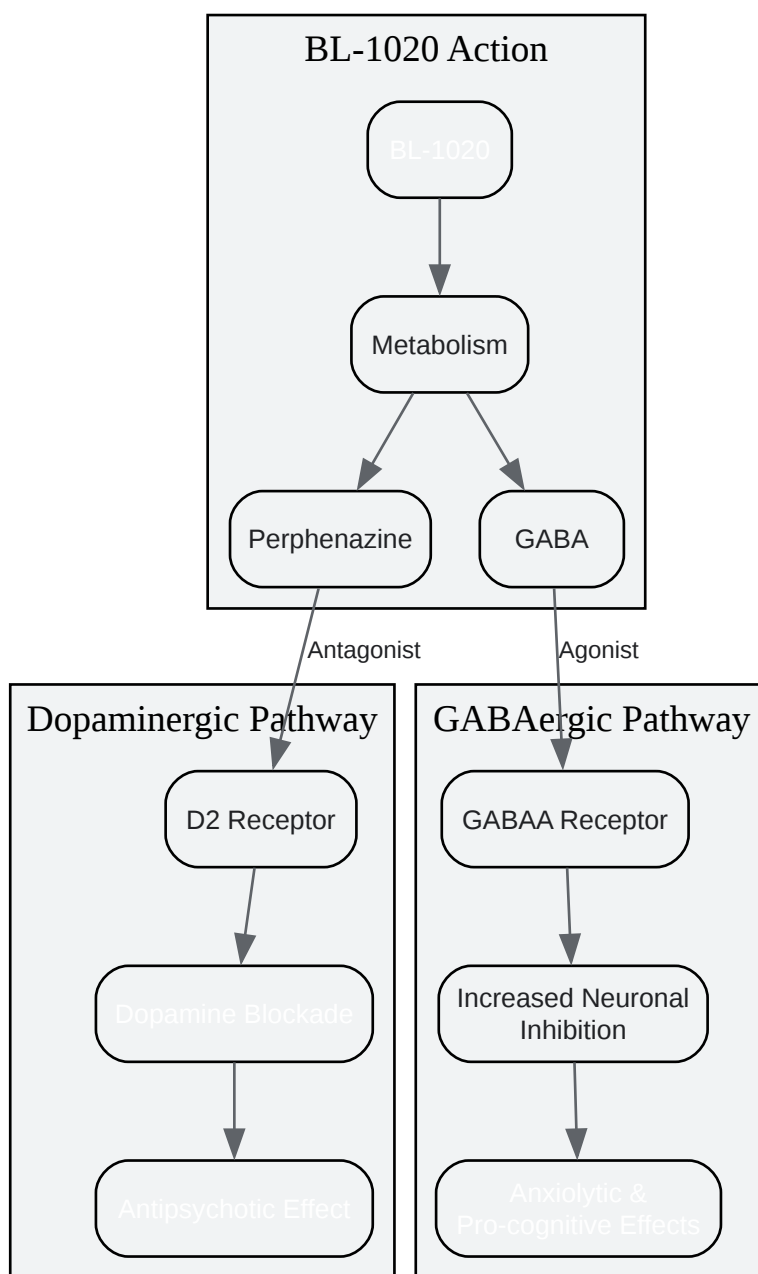 BL-1020 Action
BL-1020
Metabolism
Perphenazine
GABA
Antagonist
Agonist
Dopaminergic Pathway
GABAergic Pathway
D2 Receptor
GABAA Receptor
Dopamine Blockade
Increased Neuronal
Inhibition
Antipsychotic Effect
Anxiolytic &
Pro-cognitive Effects